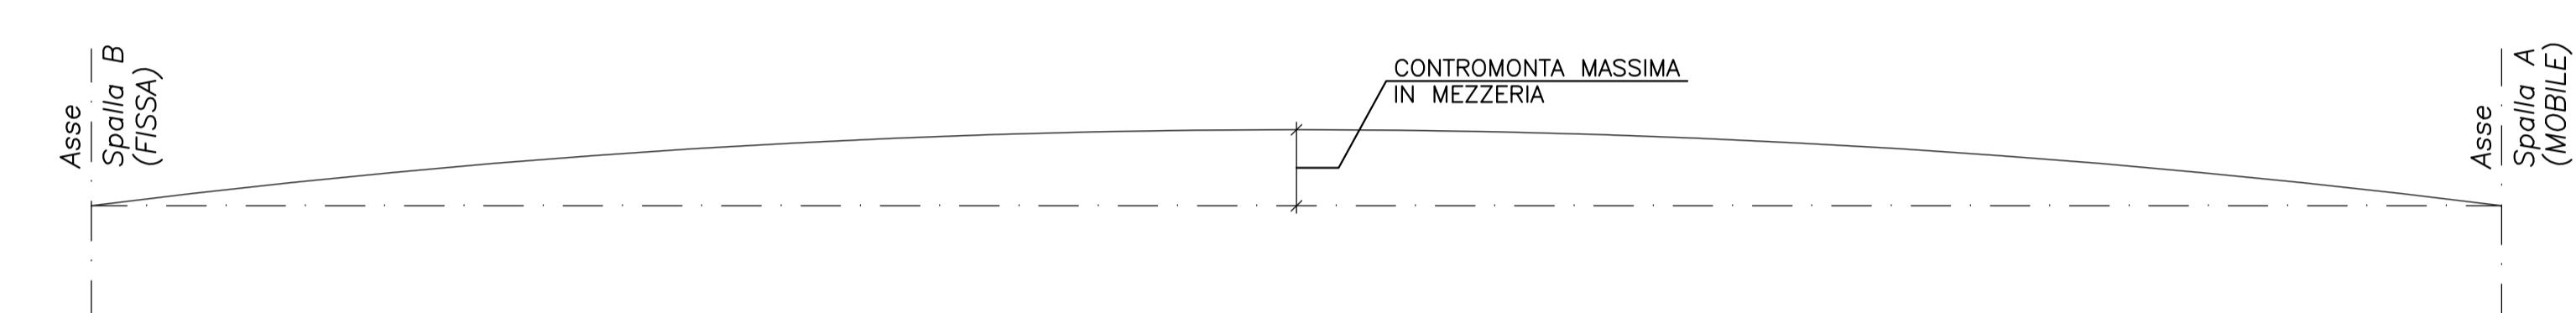 Asse
Spalla B
(FISSA)
CONTROMONTA MASSIMA
IN MEZZERIA
Asse
Spalla A
(MOBILE)